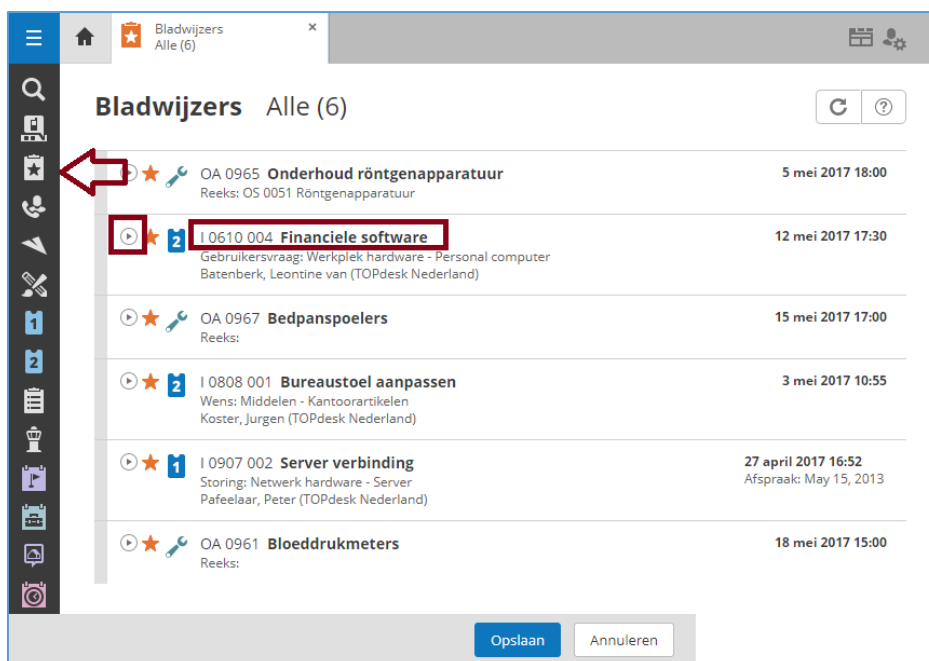 Bladwijzers
Alle (6)
Bladwijzers Alle (6)
OA 0965 Onderhoud röntgenapparatuur 5 mei 2017 18:00
Reeks: OS 0051 Röntgenapparatuur
2 I 0610 004 Financiele software 12 mei 2017 17:30
Gebruikersvraag: Werkplek hardware - Personal computer
Batenberk, Leontine van (TOPdesk Nederland)
OA 0967 Bedpanspoelers 15 mei 2017 17:00
Reeks:
2 I 0808 001 Bureaustoel aanpassen 3 mei 2017 10:55
Wens: Middelen - Kantoorartikelen
Koster, Jurgen (TOPdesk Nederland)
1 I 0907 002 Server verbinding 27 april 2017 16:52
Storing: Netwerk hardware - Server Afspraak: May 15, 2013
Pafeelaar, Peter (TOPdesk Nederland)
OA 0961 Bloeddrukmeters 18 mei 2017 15:00
Reeks:
1
2
Opslaan Annuleren